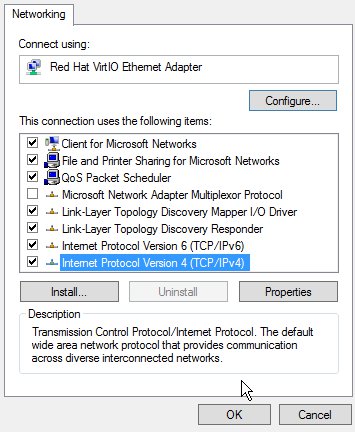 Networking
Connect using:
Red Hat VirtIO Ethernet Adapter
Configure...
This connection uses the following items:
Client for Microsoft Networks
File and Printer Sharing for Microsoft Networks
QoS Packet Scheduler
Microsoft Network Adapter Multiplexor Protocol
Link-Layer Topology Discovery Mapper I/O Driver
Link-Layer Topology Discovery Responder
Internet Protocol Version 6 (TCP/IPv6)
Internet Protocol Version 4 (TCP/IPv4)
Install... Uninstall Properties
Description
Transmission Control Protocol/Internet Protocol. The default
wide area network protocol that provides communication
across diverse interconnected networks.
OK Cancel